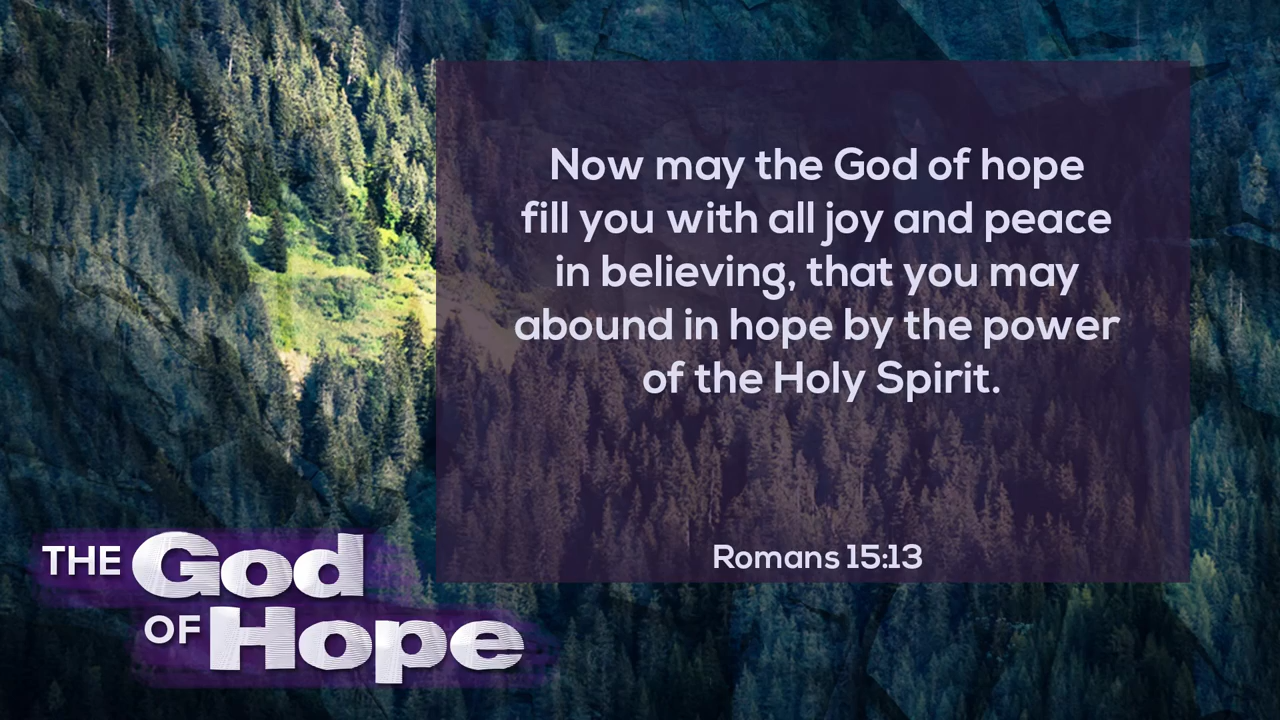 Now may the God of hope
fill you with all joy and peace
in believing, that you may
abound in hope by the power
of the Holy Spirit.
Romans 15:13
THE God
OF Hope